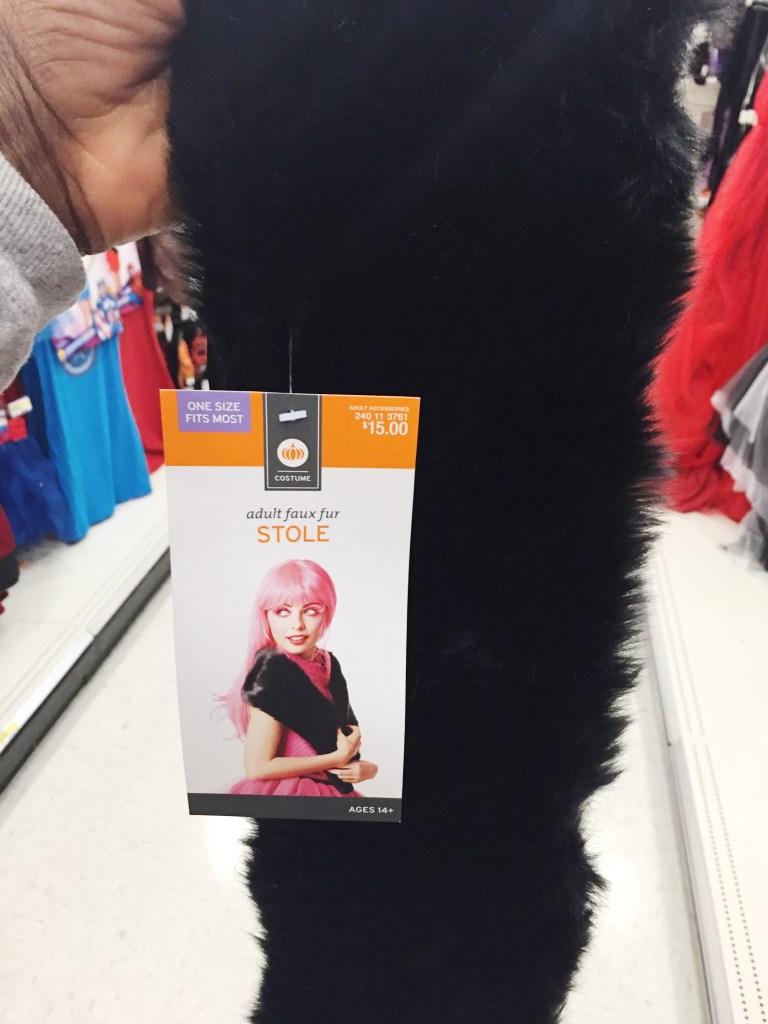 ONE SIZE
FITS MOST
COSTUME
ADULT ACCESSORIES
240 11 3761
$15.00
adult faux fur
STOLE
AGES 14+